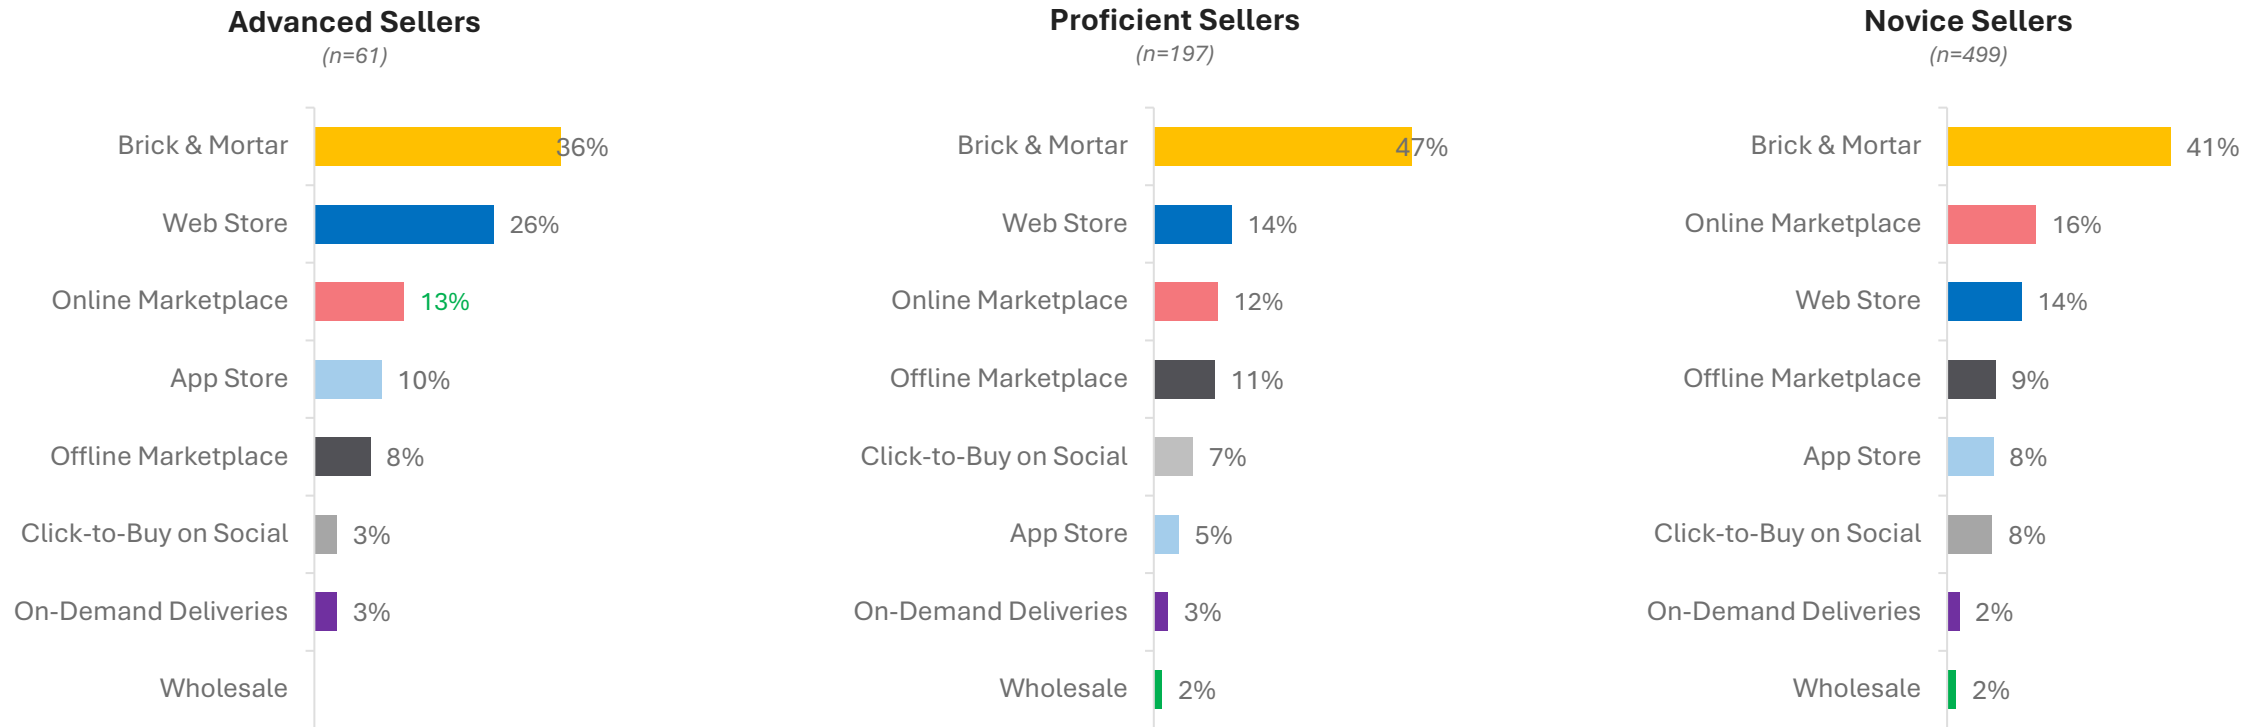 Advanced Sellers
(n=61)
Brick & Mortar 36%
Web Store 26%
Online Marketplace 13%
App Store 10%
Offline Marketplace 8%
Click-to-Buy on Social 3%
On-Demand Deliveries 3%
Wholesale
Proficient Sellers
(n=197)
Brick & Mortar 47%
Web Store 14%
Online Marketplace 12%
Offline Marketplace 11%
Click-to-Buy on Social 7%
App Store 5%
On-Demand Deliveries 3%
Wholesale 2%
Novice Sellers
(n=499)
Brick & Mortar 41%
Online Marketplace 16%
Web Store 14%
Offline Marketplace 9%
App Store 8%
Click-to-Buy on Social 8%
On-Demand Deliveries 2%
Wholesale 2%